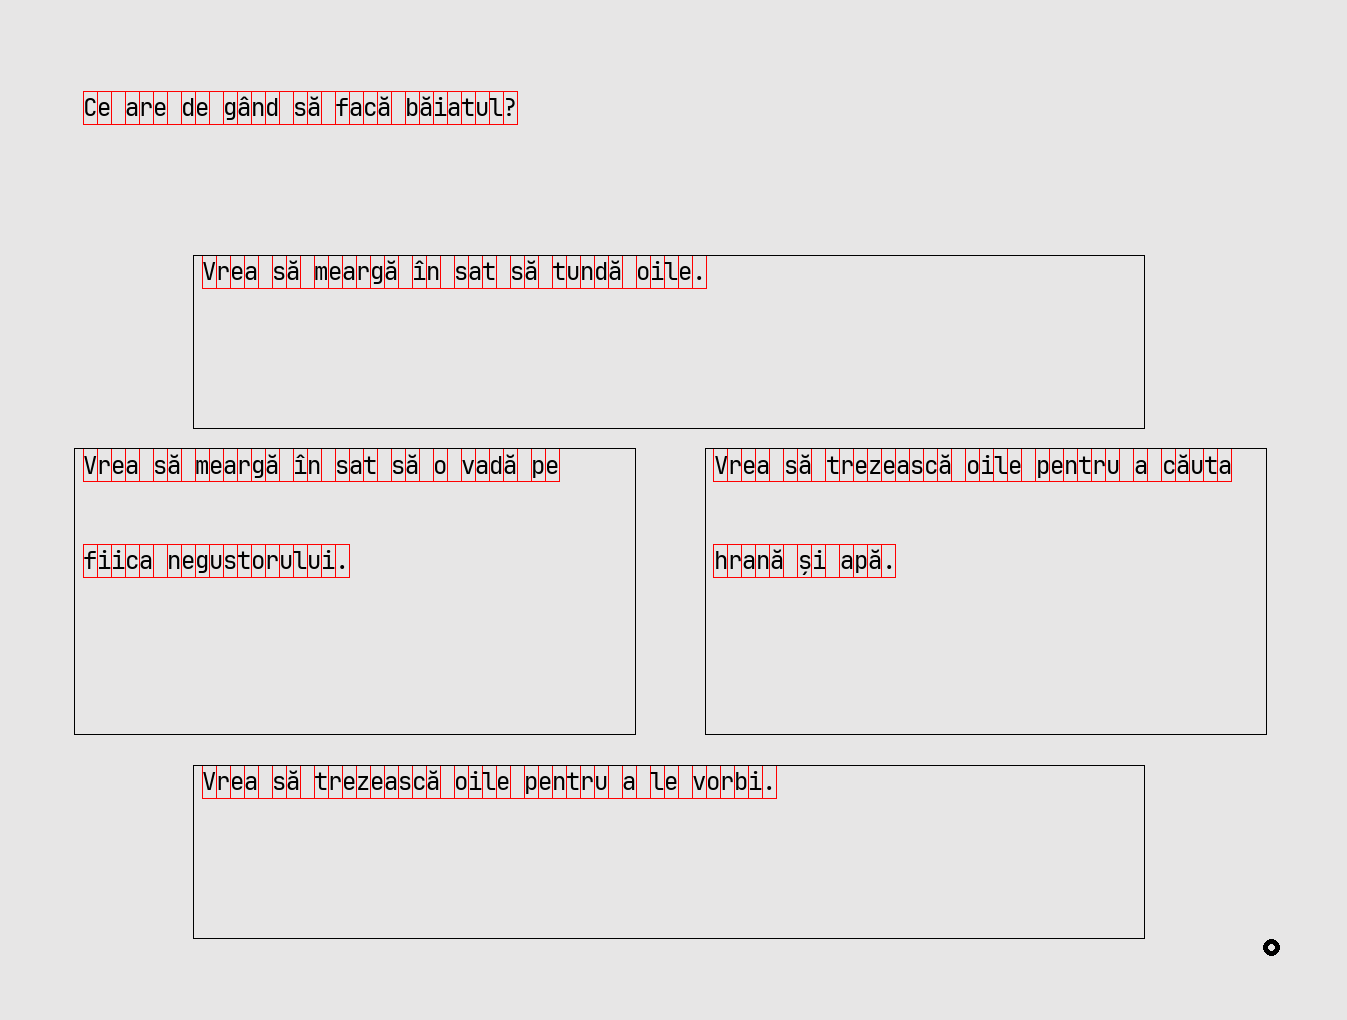 Ce are de gând să facă băiatul?
Vrea să meargă în sat să tundă oile.
Vrea să meargă în sat să o vadă pe
fiica negustorului.
Vrea să trezească oile pentru a căuta
hrană și apă.
Vrea să trezească oile pentru a le vorbi.